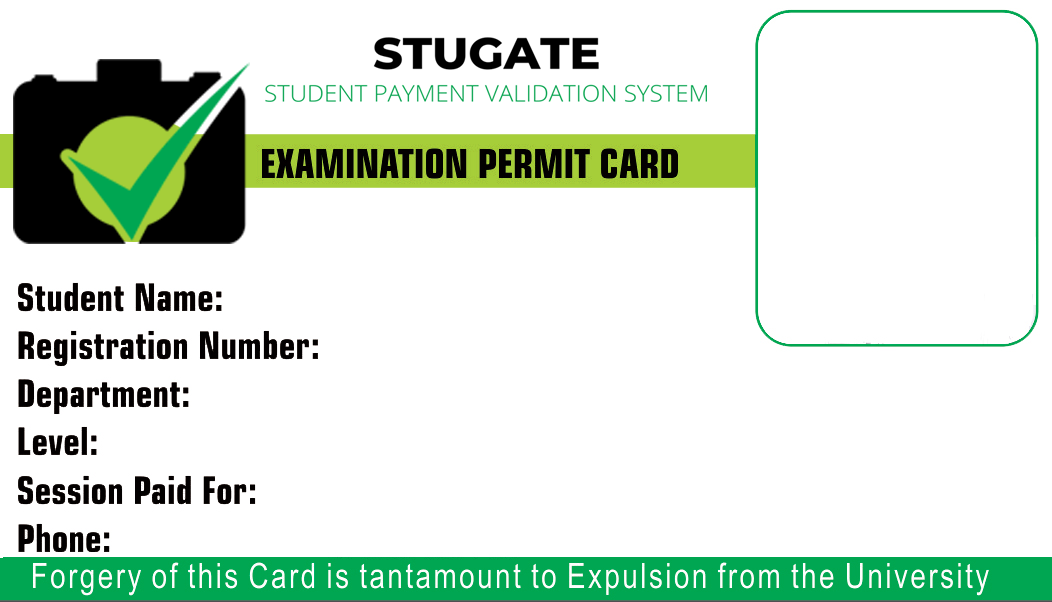 STUGATE
STUDENT PAYMENT VALIDATION SYSTEM
EXAMINATION PERMIT CARD
Student Name:
Registration Number:
Department:
Level:
Session Paid For:
Phone:
Forgery of this Card is tantamount to Expulsion from the University